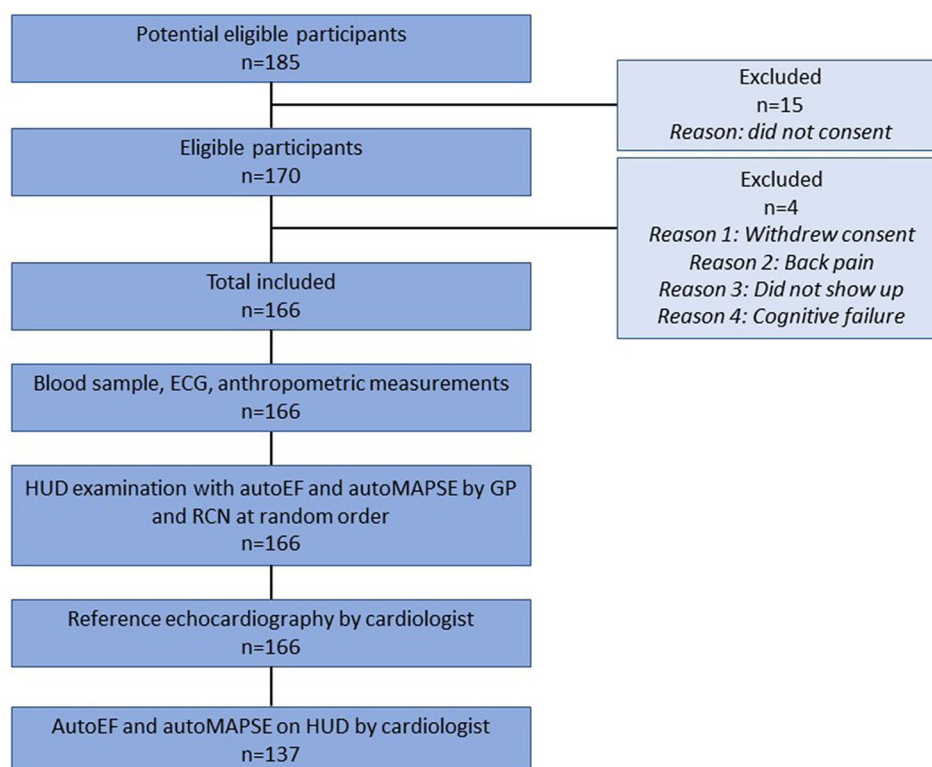 Potential eligible participants
n=185
Excluded
n=15
Reason: did not consent
Eligible participants
n=170
Excluded
n=4
Reason 1: Withdrew consent
Reason 2: Back pain
Reason 3: Did not show up
Reason 4: Cognitive failure
Total included
n=166
Blood sample, ECG, anthropometric measurements
n=166
HUD examination with autoEF and autoMAPSE by GP
and RCN at random order
n=166
Reference echocardiography by cardiologist
n=166
AutoEF and autoMAPSE on HUD by cardiologist
n=137